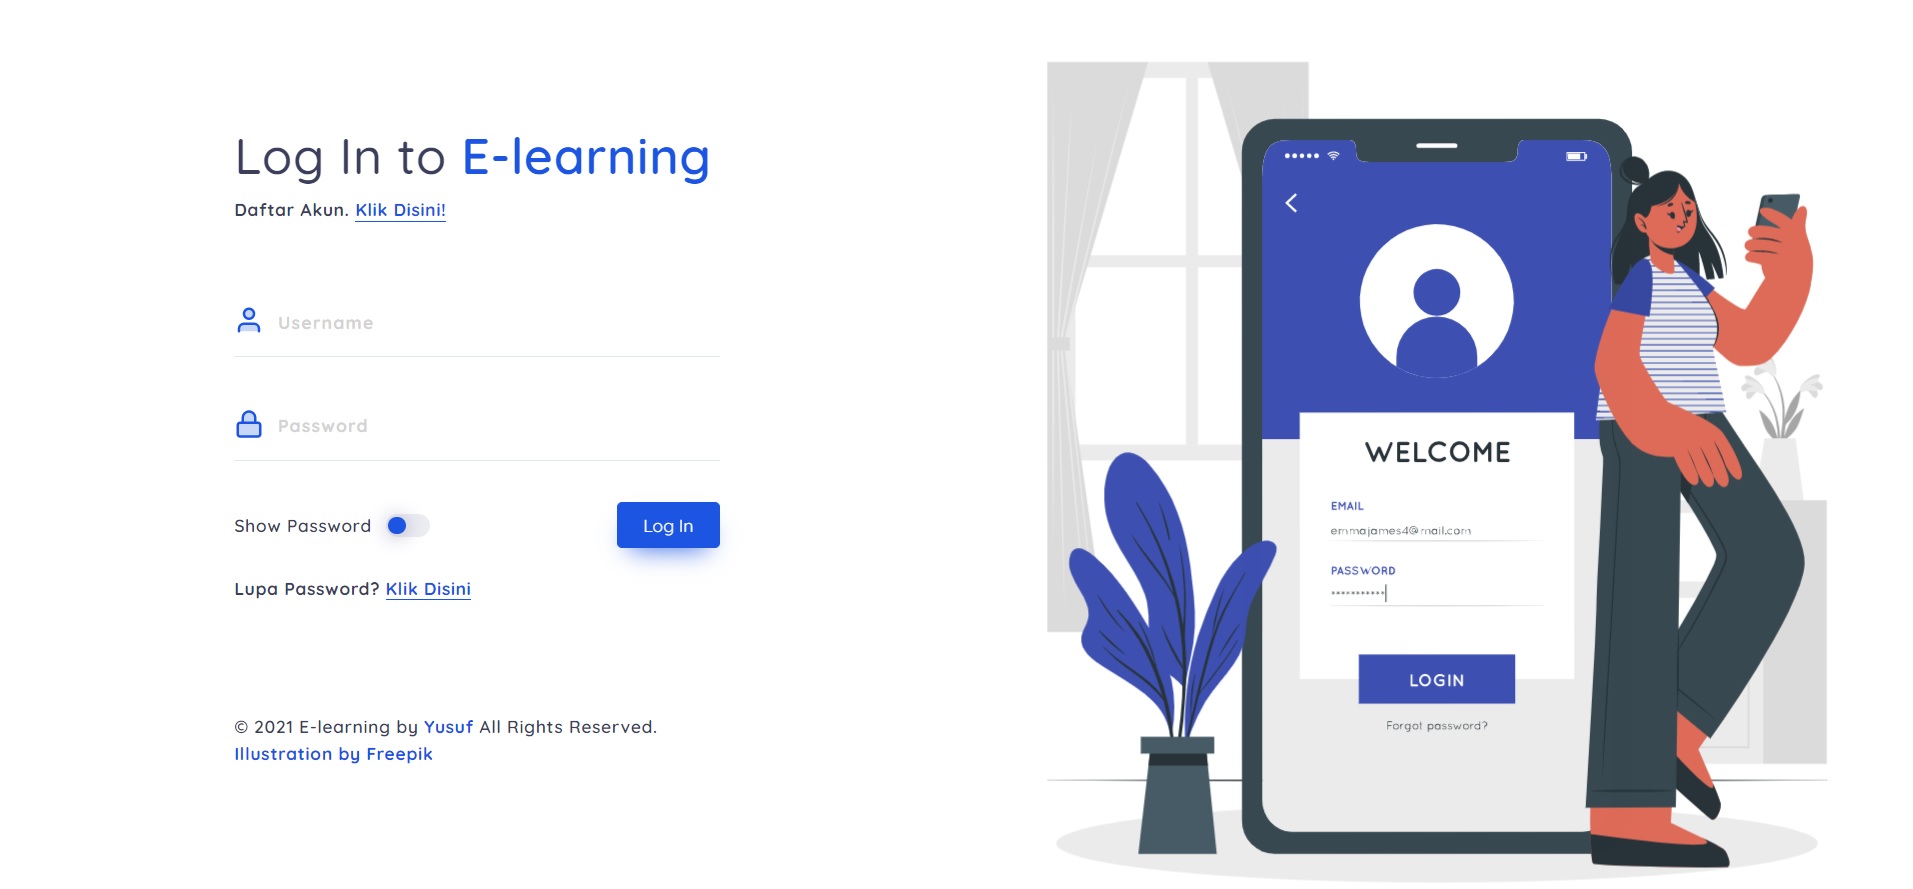 Log In to E-learning
Daftar Akun. Klik Disini!
Username
Password
Show Password
Log In
Lupa Password? Klik Disini
© 2021 E-learning by Yusuf All Rights Reserved.
Illustration by Freepik
WELCOME
EMAIL
emmajames4@mail.com
PASSWORD
***********
LOGIN
Forgot password?